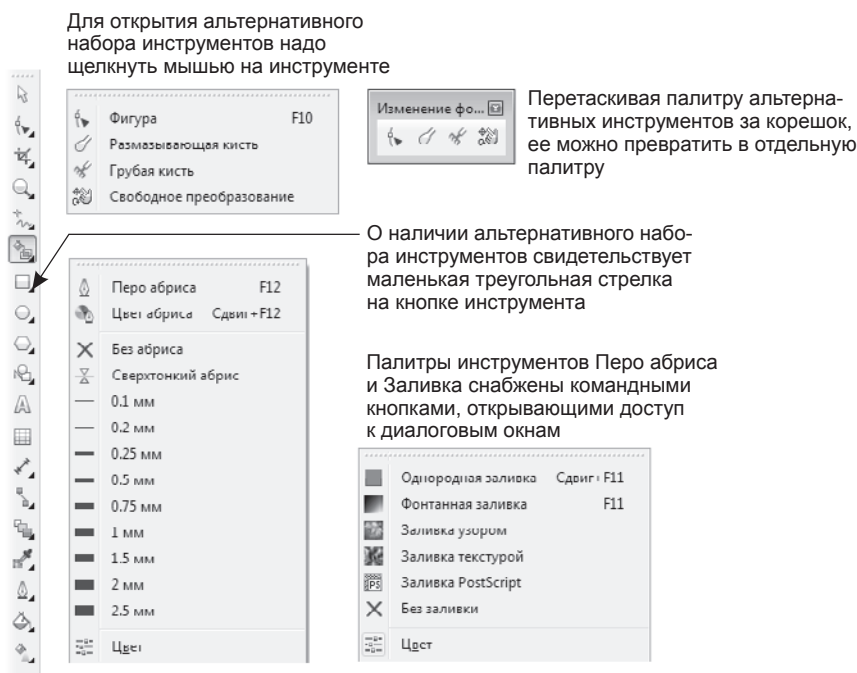 Для открытия альтернативного
набора инструментов надо
щелкнуть мышью на инструменте
Фигура F10
Размазывающая кисть
Грубая кисть
Свободное преобразование
Изменение фо...
Перетаскивая палитру альтерна-
тивных инструментов за корешок,
ее можно превратить в отдельную
палитру
О наличии альтернативного набо-
ра инструментов свидетельствует
маленькая треугольная стрелка
на кнопке инструмента
Перо абриса F12
Цвет абриса Сдвиг+F12
Без абриса
Сверхтонкий абрис
0.1 мм
0.2 мм
0.25 мм
0.5 мм
0.75 мм
1 мм
1.5 мм
2 мм
2.5 мм
Цвет
Палитры инструментов Перо абриса
и Заливка снабжены командными
кнопками, открывающими доступ
к диалоговым окнам
Однородная заливка Сдвиг+F11
Фонтанная заливка F11
Заливка узором
Заливка текстурой
PS Заливка PostScript
Без заливки
Цвет